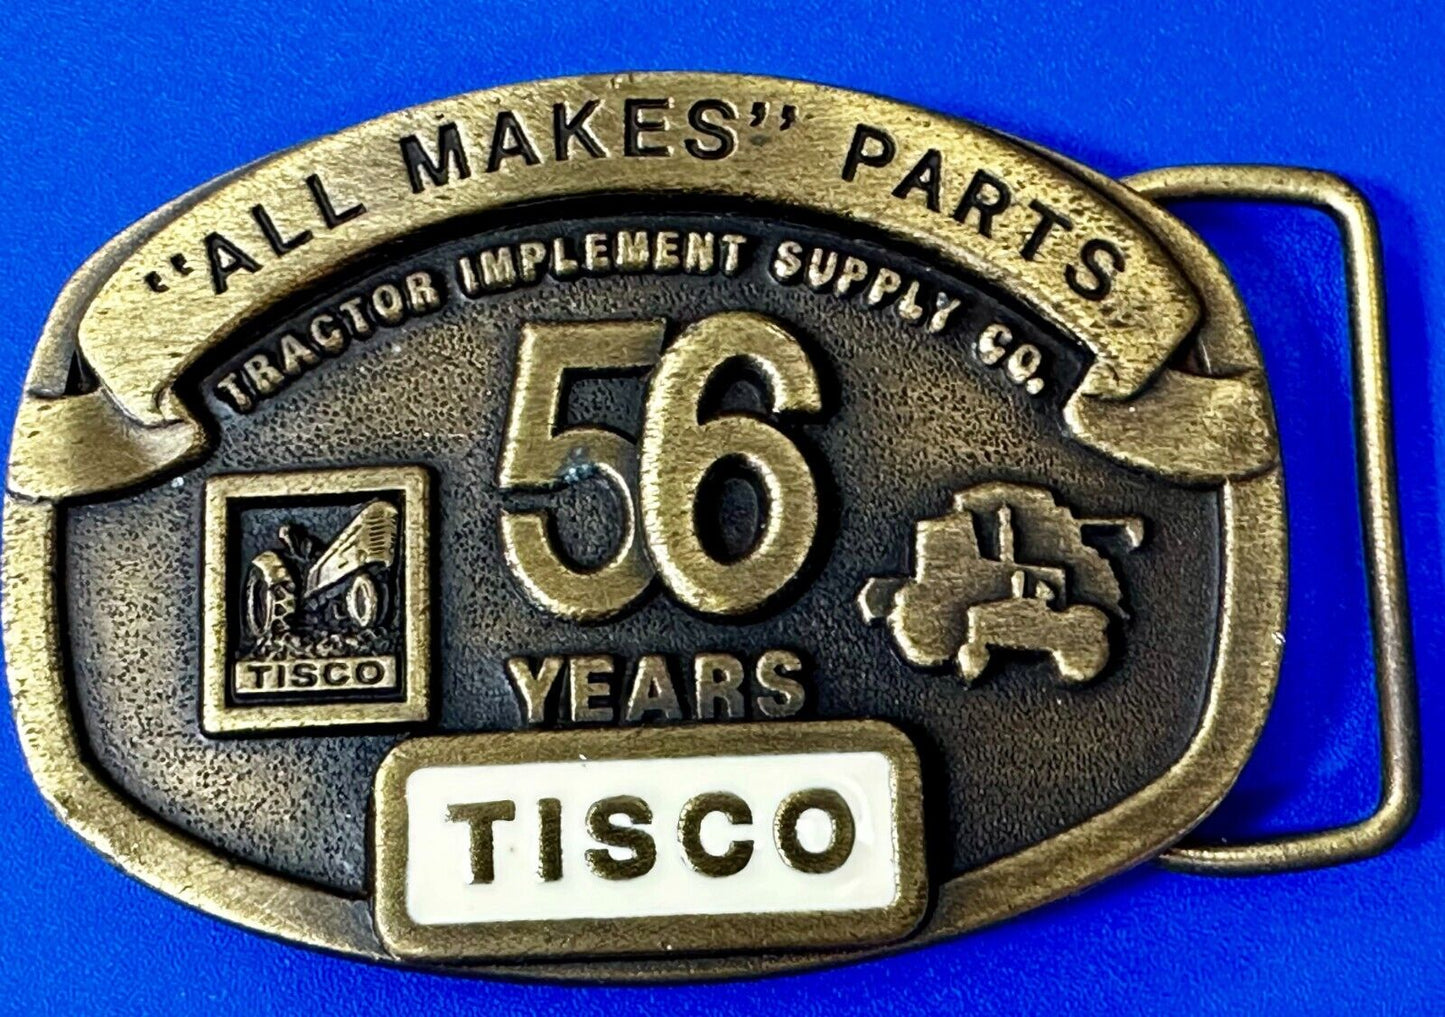 "ALL MAKES" PARTS
TRACTOR IMPLEMENT SUPPLY CO.
56
YEARS
TISCO
TISCO